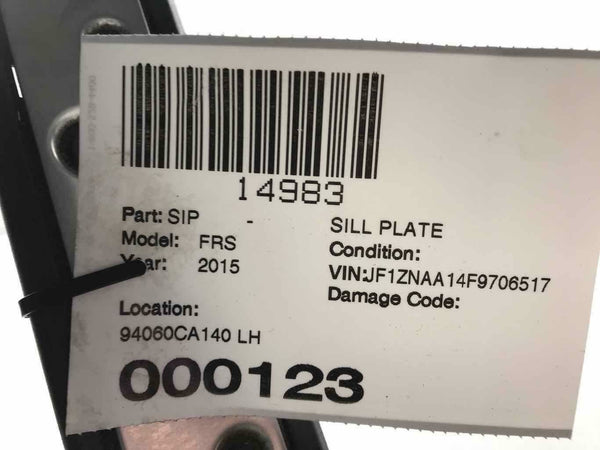 14983
Part: SIP - SILL PLATE
Model: FRS Condition:
Year: 2015 VIN: JF1ZNAA14F9706517
Damage Code:
Location:
94060CA140 LH
000123